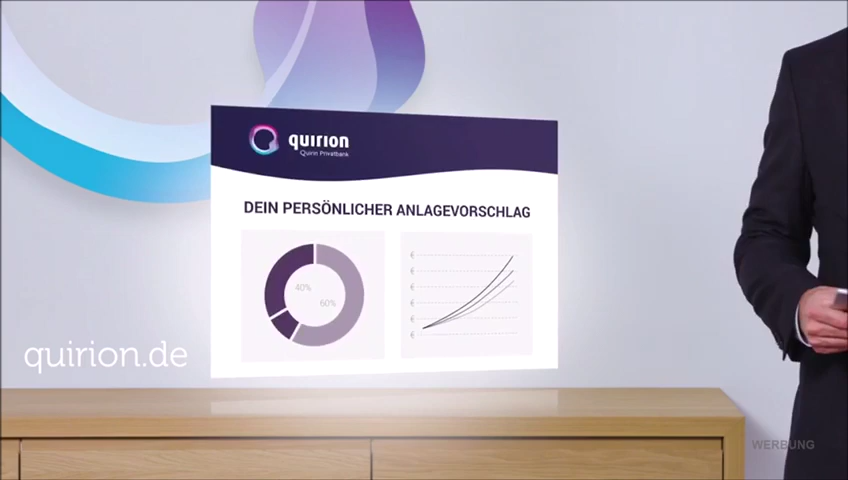 quirion
Quirin Privatbank
DEIN PERSÖNLICHER ANLAGEVORSCHLAG
40%
60%
€
€
€
€
€
€
quirion.de
WERBUNG